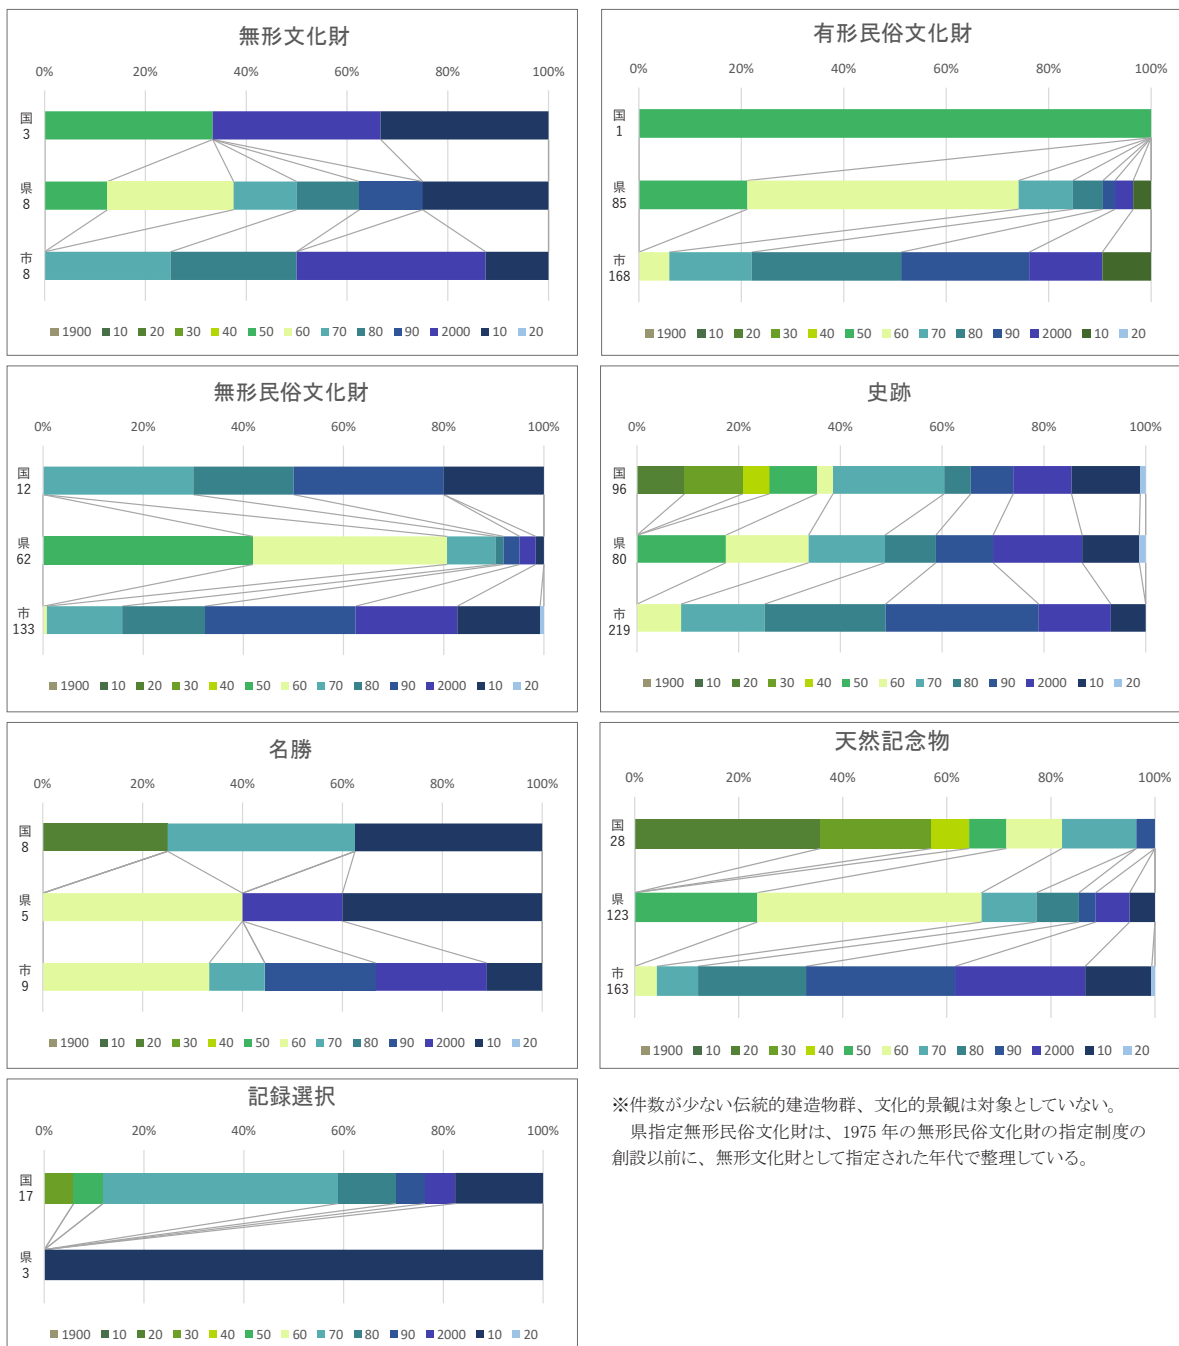 無形文化財
0% 20% 40% 60% 80% 100%
国
3
県
8
市
8
1900 10 20 30 40 50 60 70 80 90 2000 10 20
有形民俗文化財
0% 20% 40% 60% 80% 100%
国
1
県
85
市
168
1900 10 20 30 40 50 60 70 80 90 2000 10 20
無形民俗文化財
0% 20% 40% 60% 80% 100%
国
12
県
62
市
133
1900 10 20 30 40 50 60 70 80 90 2000 10 20
史跡
0% 20% 40% 60% 80% 100%
国
96
県
80
市
219
1900 10 20 30 40 50 60 70 80 90 2000 10 20
名勝
0% 20% 40% 60% 80% 100%
国
8
県
5
市
9
1900 10 20 30 40 50 60 70 80 90 2000 10 20
天然記念物
0% 20% 40% 60% 80% 100%
国
28
県
123
市
163
1900 10 20 30 40 50 60 70 80 90 2000 10 20
記録選択
0% 20% 40% 60% 80% 100%
国
17
県
3
1900 10 20 30 40 50 60 70 80 90 2000 10 20
※件数が少ない伝統的建造物群、文化的景観は対象としていない。
県指定無形民俗文化財は、1975 年の無形民俗文化財の指定制度の
創設以前に、無形文化財として指定された年代で整理している。